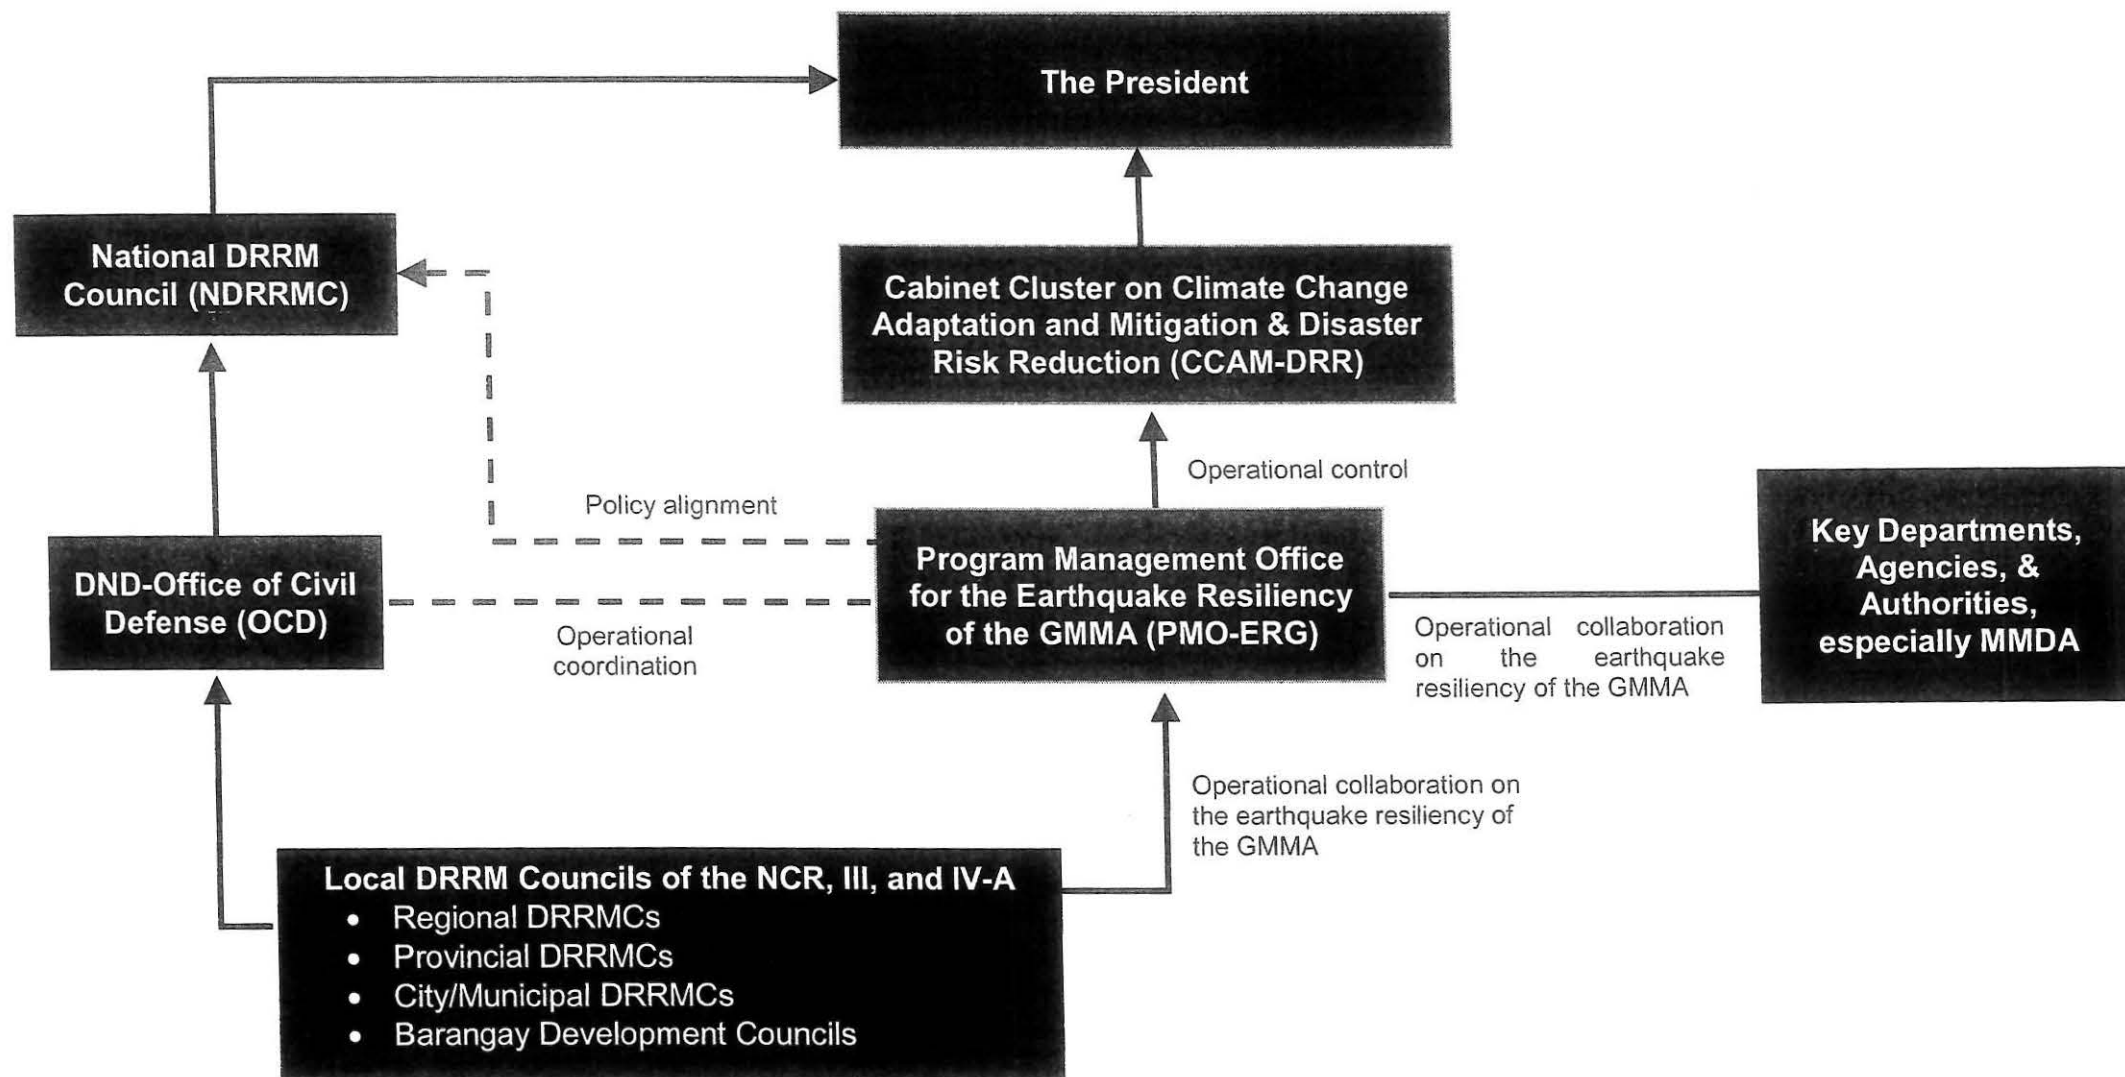 The President
National DRRM
Council (NDRRMC)
Cabinet Cluster on Climate Change
Adaptation and Mitigation & Disaster
Risk Reduction (CCAM-DRR)
Operational control
Policy alignment
DND-Office of Civil
Defense (OCD)
Operational
coordination
Program Management Office
for the Earthquake Resiliency
of the GMMA (PMO-ERG)
Operational collaboration
on the earthquake
resiliency of the GMMA
Key Departments,
Agencies, &
Authorities,
especially MMDA
Operational collaboration on
the earthquake resiliency of
the GMMA
Local DRRM Councils of the NCR, III, and IV-A
• Regional DRRMCs
• Provincial DRRMCs
• City/Municipal DRRMCs
• Barangay Development Councils